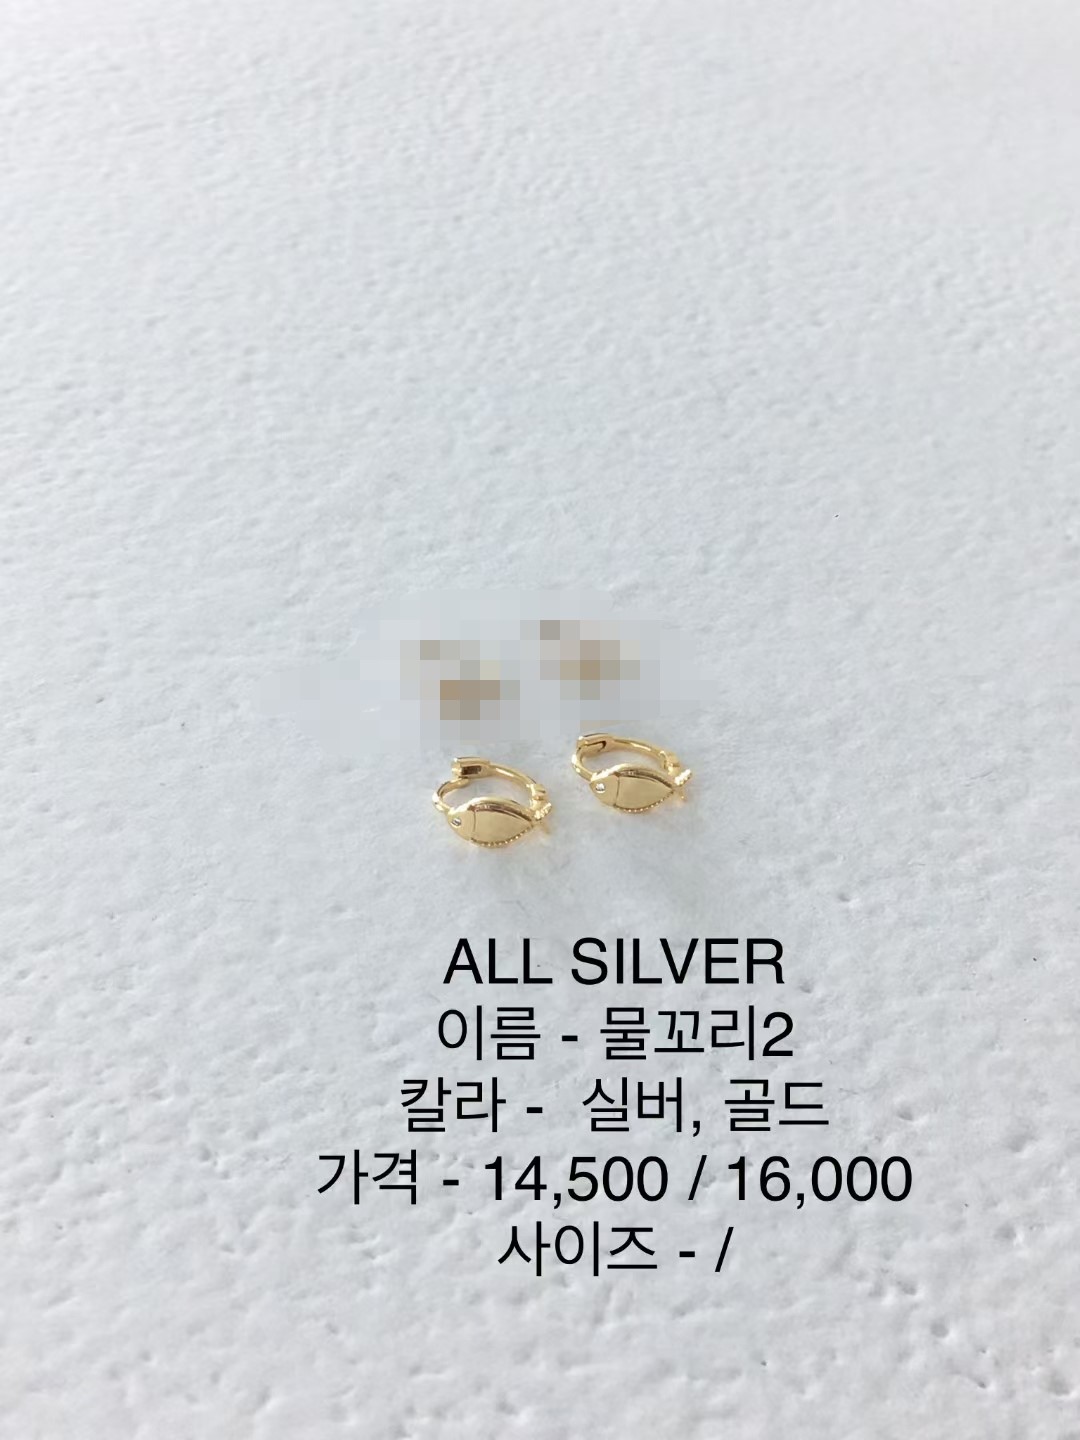 ALL SILVER
이름 - 물꼬리2
칼라 - 실버, 골드
가격 - 14,500 / 16,000
사이즈 - /